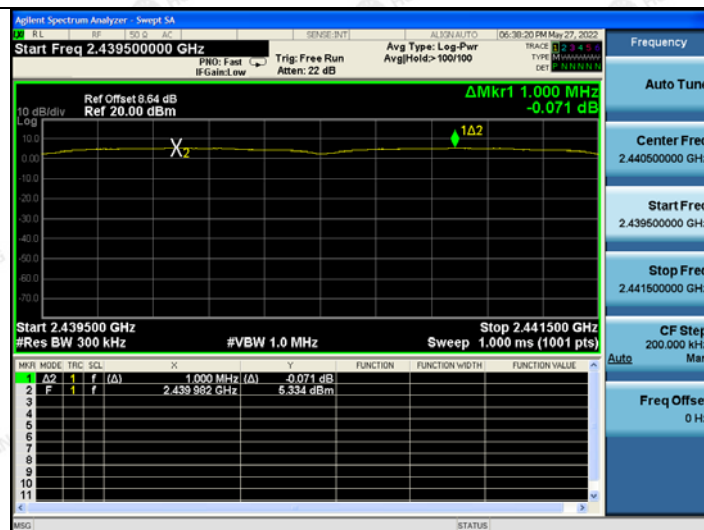 Agilent Spectrum Analyzer - Swept SA
RL RF 50 Ω AC SENSE:INT ALIGN AUTO 06:38:20 PM May 27, 2022
Start Freq 2.439500000 GHz
PNO: Fast
IFGain:Low
Trig: Free Run
Atten: 22 dB
Avg Type: Log-Pwr
Avg|Hold:>100/100
TRACE 1 2 3 4 5 6
TYPE
DET P N N N N N
ΔMkr1 1.000 MHz
-0.071 dB
Ref Offset 8.64 dB
10 dB/div Ref 20.00 dBm
Log
10.0
0.00
-10.0
-20.0
-30.0
-40.0
-50.0
-60.0
-70.0
X2
1Δ2
Start 2.439500 GHz Stop 2.441500 GHz
#Res BW 300 kHz #VBW 1.0 MHz Sweep 1.000 ms (1001 pts)
MKR MODE TRC SCL X Y FUNCTION FUNCTION WIDTH FUNCTION VALUE
1 Δ2 1 f (Δ) 1.000 MHz (Δ) -0.071 dB
2 F 1 f 2.439 982 GHz 5.334 dBm
3
4
5
6
7
8
9
10
11
MSG STATUS
Frequency
Auto Tune
Center Freq
2.440500000 GHz
Start Freq
2.439500000 GHz
Stop Freq
2.441500000 GHz
CF Step
200.000 kHz
Auto Man
Freq Offset
0 Hz